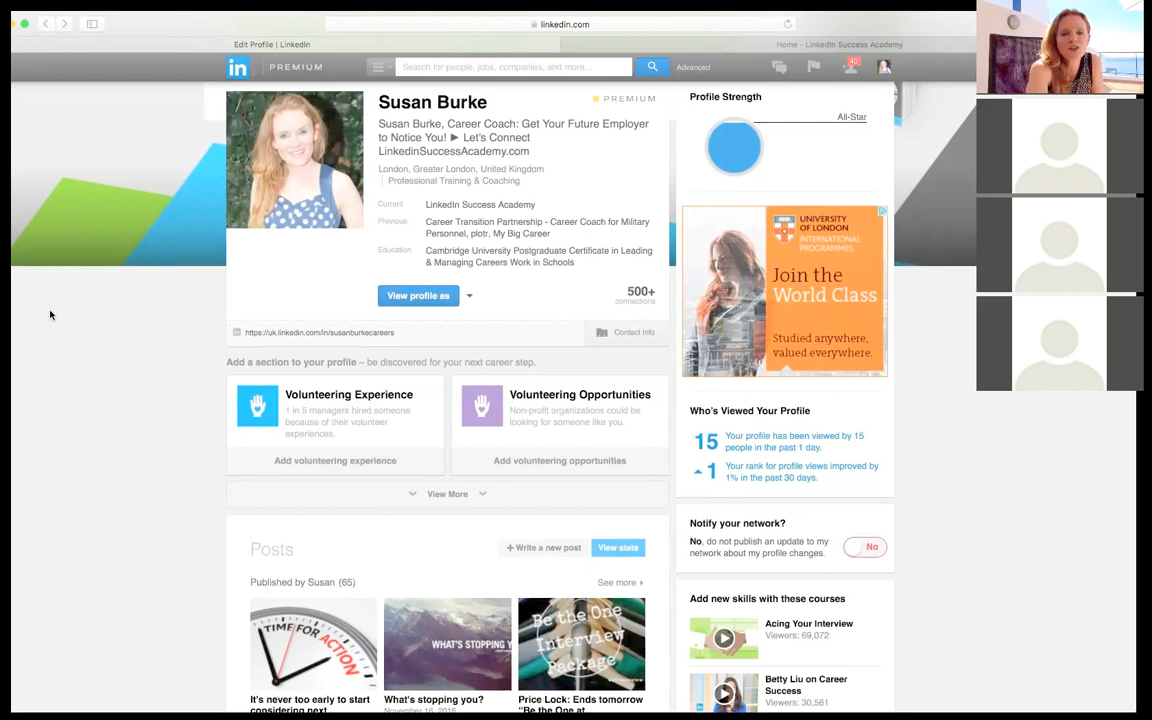 linkedin.com
Edit Profile | LinkedIn
Home - LinkedIn Success Academy
in PREMIUM
Search for people, jobs, companies, and more...
Advanced
40
Susan Burke
PREMIUM
Susan Burke, Career Coach: Get Your Future Employer
to Notice You! ► Let's Connect
LinkedinSuccessAcademy.com
London, Greater London, United Kingdom
Professional Training & Coaching
Current
LinkedIn Success Academy
Previous
Career Transition Partnership - Career Coach for Military
Personnel, plotr, My Big Career
Education
Cambridge University Postgraduate Certificate in Leading
& Managing Careers Work in Schools
View profile as
500+
connections
https://uk.linkedin.com/in/susanburkecareers
Contact Info
Add a section to your profile – be discovered for your next career step.
Volunteering Experience
1 in 5 managers hired someone
because of their volunteer
experiences.
Add volunteering experience
Volunteering Opportunities
Non-profit organizations could be
looking for someone like you.
Add volunteering opportunities
View More
Posts
+ Write a new post
View stats
Published by Susan (65)
See more
TIME FOR
ACTION
WHAT'S STOPPING Y
Be the One
Interview
Package
It's never too early to start
considering next
What's stopping you?
November 16, 2016
Price Lock: Ends tomorrow
"Be the One at
Profile Strength
All-Star
UNIVERSITY
OF LONDON
INTERNATIONAL
PROGRAMMES
Join the
World Class
Studied anywhere,
valued everywhere.
Who's Viewed Your Profile
15
Your profile has been viewed by 15
people in the past 1 day.
1
Your rank for profile views improved by
1% in the past 30 days.
Notify your network?
No, do not publish an update to my
network about my profile changes.
No
Add new skills with these courses
Acing Your Interview
Viewers: 69,072
Betty Liu on Career
Success
Viewers: 30,561